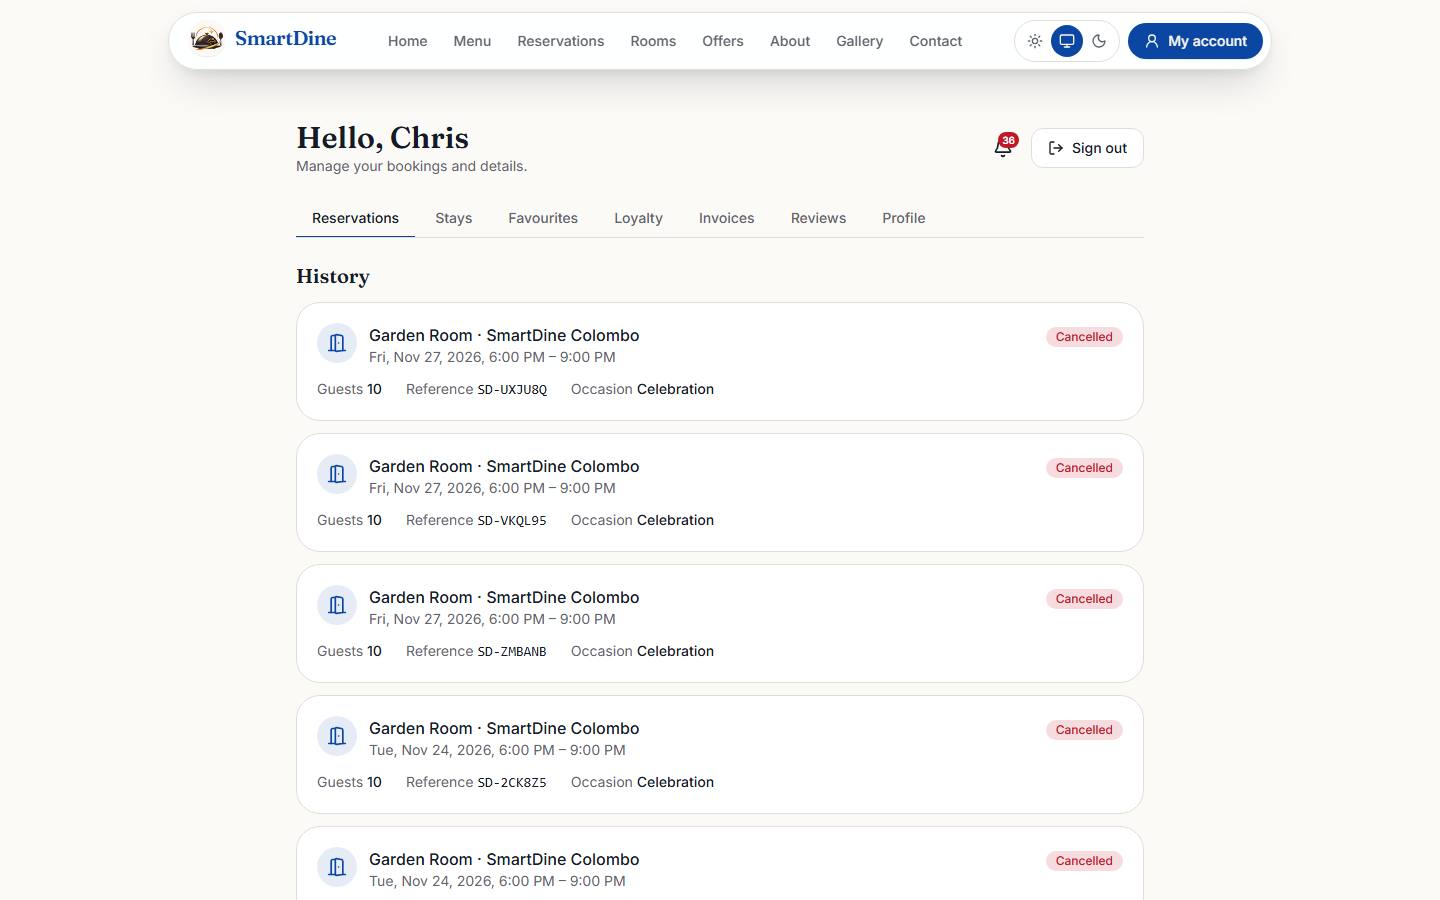 SmartDine
Home Menu Reservations Rooms Offers About Gallery Contact
My account
Hello, Chris
36
Sign out
Manage your bookings and details.
Reservations Stays Favourites Loyalty Invoices Reviews Profile
History
Garden Room · SmartDine Colombo
Cancelled
Fri, Nov 27, 2026, 6:00 PM – 9:00 PM
Guests 10 Reference SD-UXJU8Q Occasion Celebration
Garden Room · SmartDine Colombo
Cancelled
Fri, Nov 27, 2026, 6:00 PM – 9:00 PM
Guests 10 Reference SD-VKQL95 Occasion Celebration
Garden Room · SmartDine Colombo
Cancelled
Fri, Nov 27, 2026, 6:00 PM – 9:00 PM
Guests 10 Reference SD-ZMBANB Occasion Celebration
Garden Room · SmartDine Colombo
Cancelled
Tue, Nov 24, 2026, 6:00 PM – 9:00 PM
Guests 10 Reference SD-2CK8Z5 Occasion Celebration
Garden Room · SmartDine Colombo
Cancelled
Tue, Nov 24, 2026, 6:00 PM – 9:00 PM